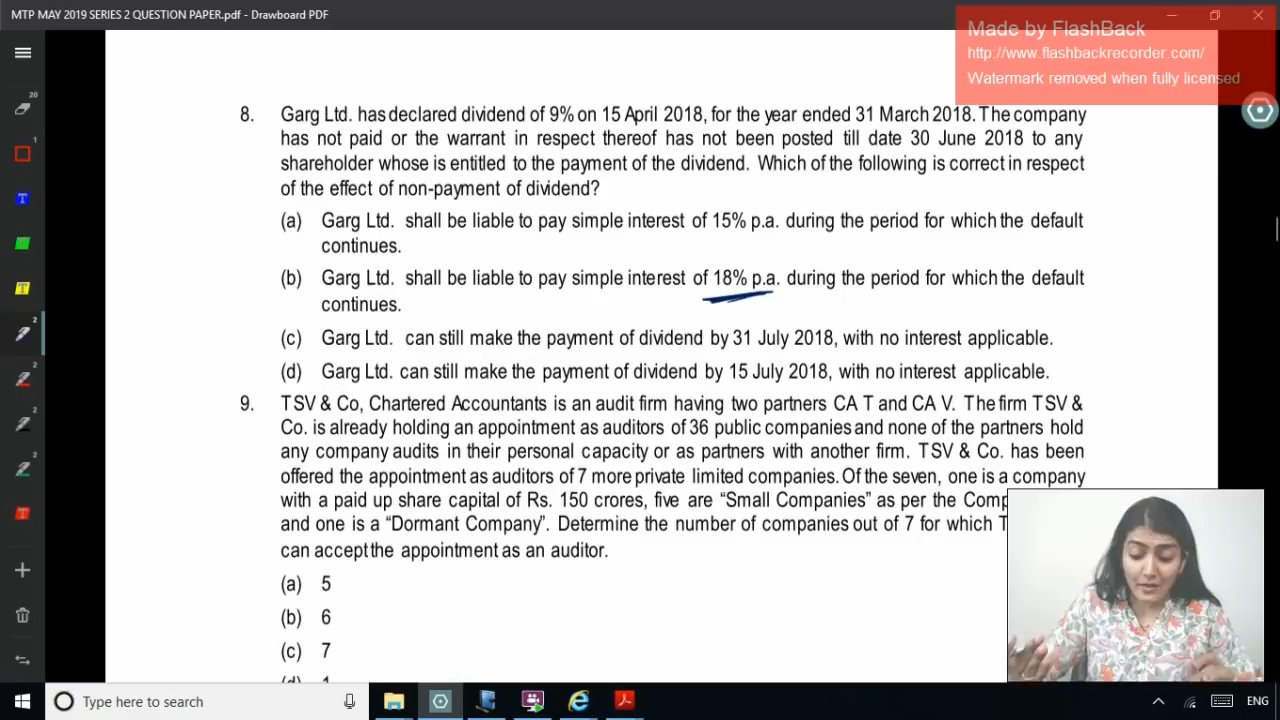 MTP MAY 2019 SERIES 2 QUESTION PAPER.pdf - Drawboard PDF
Made by FlashBack
http://www.flashbackrecorder.com/
Watermark removed when fully licensed
8. Garg Ltd. has declared dividend of 9% on 15 April 2018, for the year ended 31 March 2018. The company
has not paid or the warrant in respect thereof has not been posted till date 30 June 2018 to any
shareholder whose is entitled to the payment of the dividend. Which of the following is correct in respect
of the effect of non-payment of dividend?
(a) Garg Ltd. shall be liable to pay simple interest of 15% p.a. during the period for which the default
continues.
(b) Garg Ltd. shall be liable to pay simple interest of 18% p.a. during the period for which the default
continues.
(c) Garg Ltd. can still make the payment of dividend by 31 July 2018, with no interest applicable.
(d) Garg Ltd. can still make the payment of dividend by 15 July 2018, with no interest applicable.
9. TSV & Co, Chartered Accountants is an audit firm having two partners CA T and CA V. The firm TSV &
Co. is already holding an appointment as auditors of 36 public companies and none of the partners hold
any company audits in their personal capacity or as partners with another firm. TSV & Co. has been
offered the appointment as auditors of 7 more private limited companies. Of the seven, one is a company
with a paid up share capital of Rs. 150 crores, five are “Small Companies” as per the Comp
and one is a “Dormant Company”. Determine the number of companies out of 7 for which T
can accept the appointment as an auditor.
(a) 5
(b) 6
(c) 7
20
1
T
T
2
2
2
2
T
Type here to search
ENG